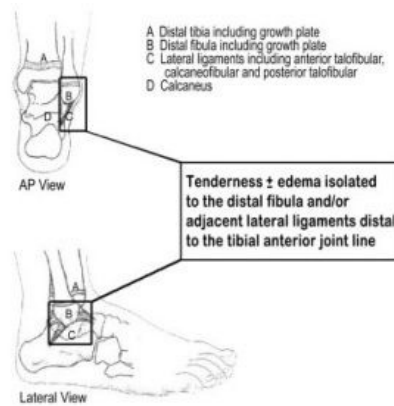 A Distal tibia including growth plate
B Distal fibula including growth plate
C Lateral ligaments including anterior talofibular,
calcaneofibular and posterior talofibular
D Calcaneus
A
B
D C
AP View
Tenderness ± edema isolated
to the distal fibula and/or
adjacent lateral ligaments distal
to the tibial anterior joint line
A
B
C
Lateral View